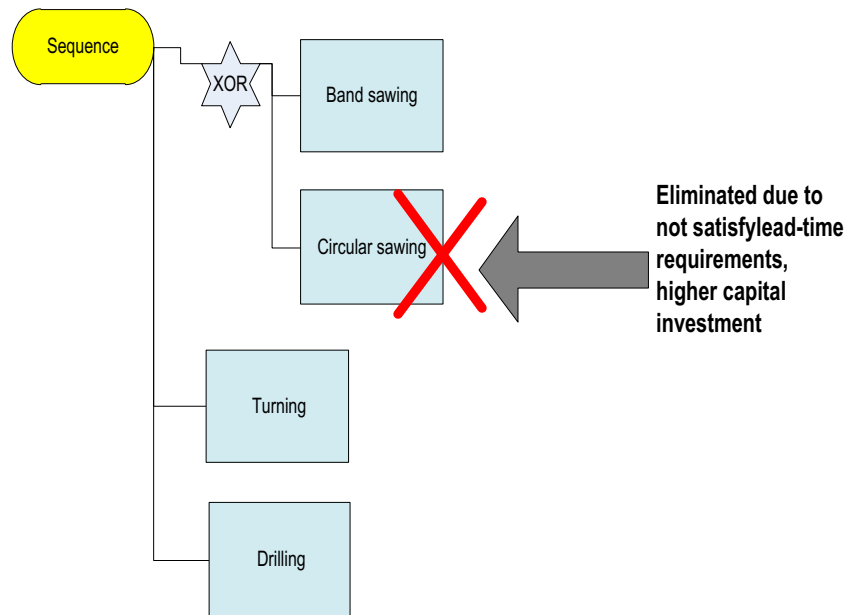 Sequence
XOR
Band sawing
Circular sawing
Eliminated due to
not satisfylead-time
requirements,
higher capital
investment
Turning
Drilling